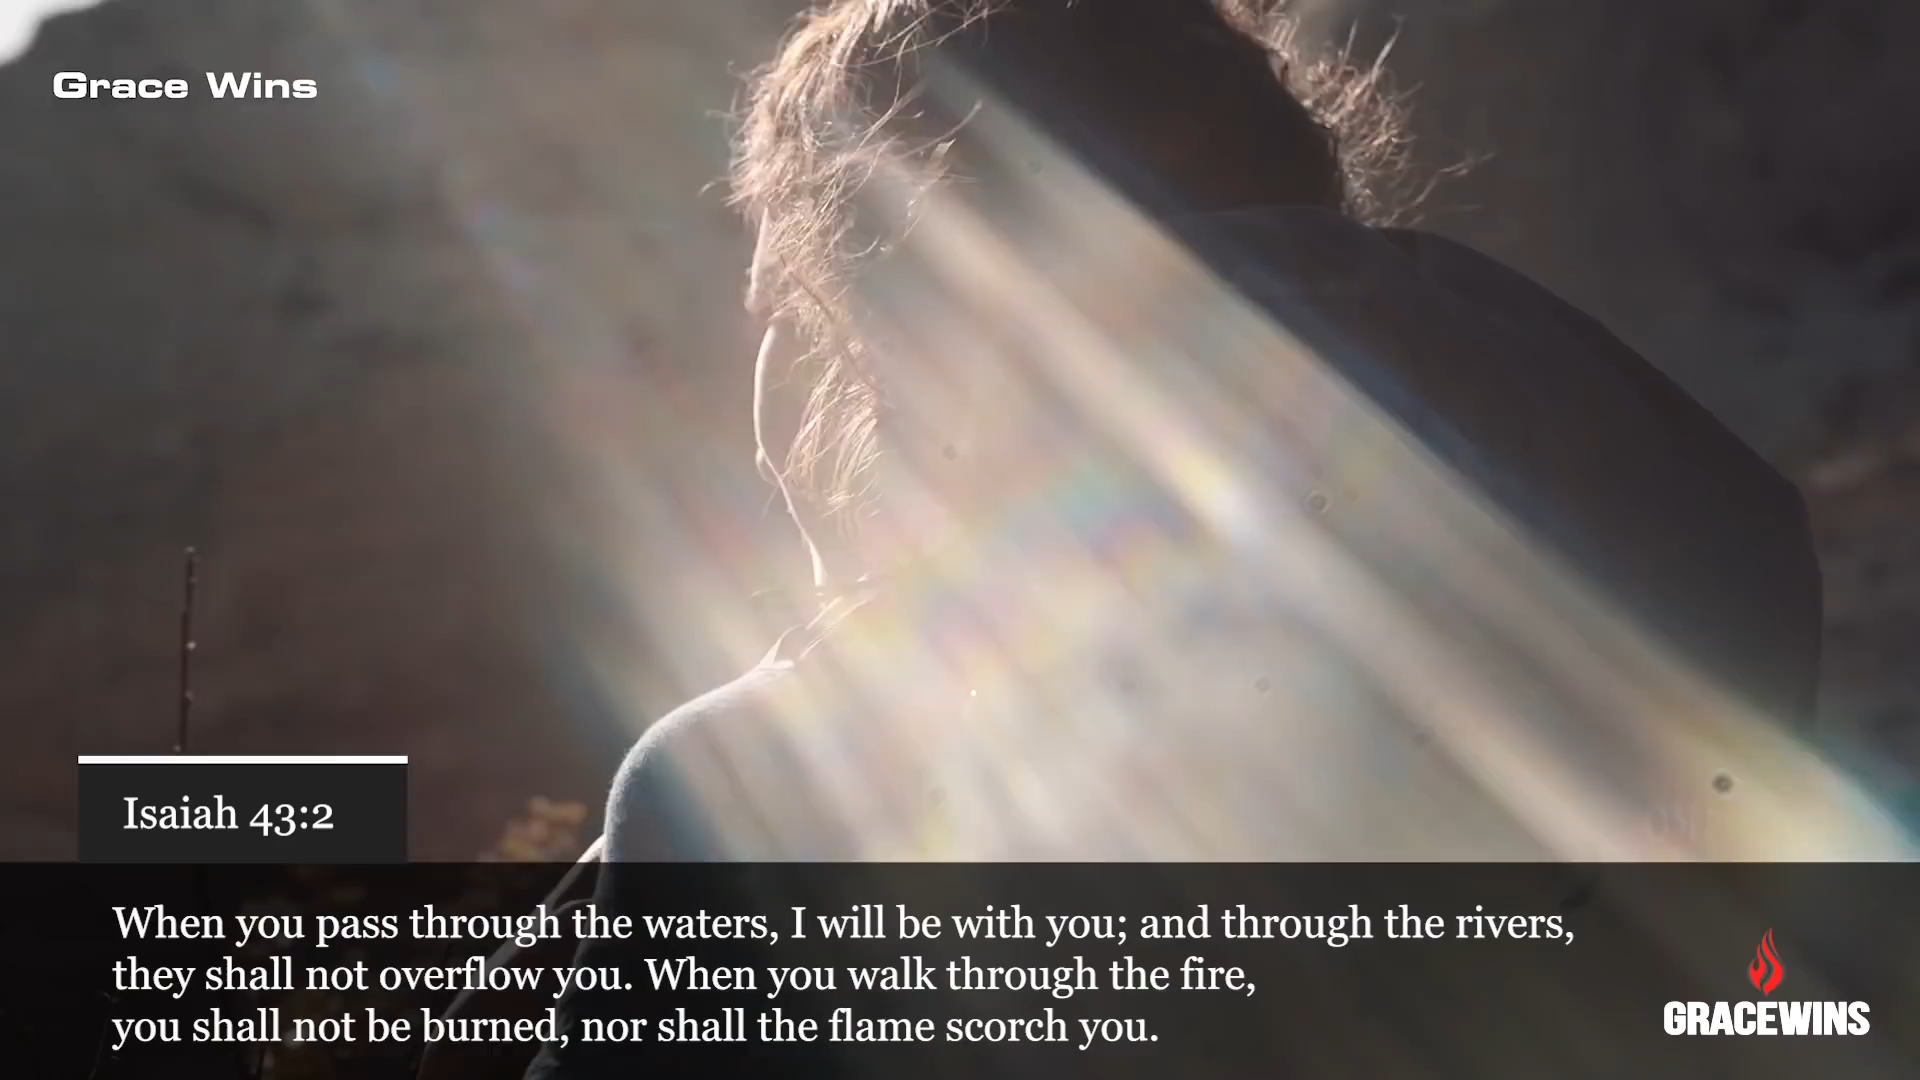 Grace Wins
Isaiah 43:2
When you pass through the waters, I will be with you; and through the rivers,
they shall not overflow you. When you walk through the fire,
you shall not be burned, nor shall the flame scorch you.
GRACEWINS